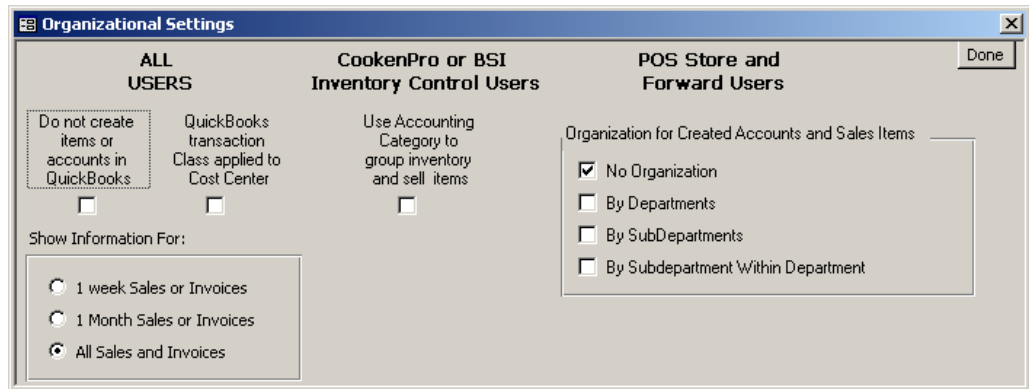 Organizational Settings
ALL
USERS
CookenPro or BSI
Inventory Control Users
POS Store and
Forward Users
Done
Do not create
items or
accounts in
QuickBooks
QuickBooks
transaction
Class applied to
Cost Center
Use Accounting
Category to
group inventory
and sell items
Organization for Created Accounts and Sales Items
No Organization
By Departments
By SubDepartments
By Subdepartment Within Department
Show Information For:
1 week Sales or Invoices
1 Month Sales or Invoices
All Sales and Invoices